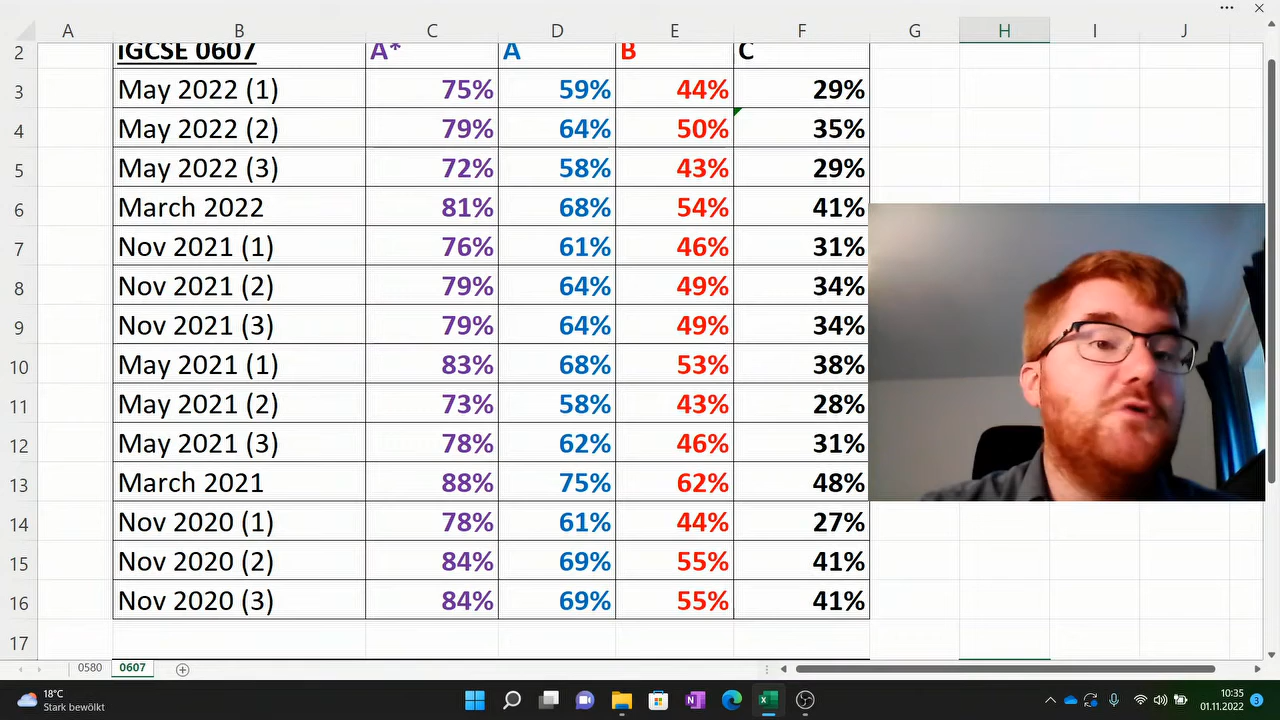 A B C D E F G H I J
2 iGCSE 0607 A* A B C
3 May 2022 (1) 75% 59% 44% 29%
4 May 2022 (2) 79% 64% 50% 35%
5 May 2022 (3) 72% 58% 43% 29%
6 March 2022 81% 68% 54% 41%
7 Nov 2021 (1) 76% 61% 46% 31%
8 Nov 2021 (2) 79% 64% 49% 34%
9 Nov 2021 (3) 79% 64% 49% 34%
10 May 2021 (1) 83% 68% 53% 38%
11 May 2021 (2) 73% 58% 43% 28%
12 May 2021 (3) 78% 62% 46% 31%
13 March 2021 88% 75% 62% 48%
14 Nov 2020 (1) 78% 61% 44% 27%
15 Nov 2020 (2) 84% 69% 55% 41%
16 Nov 2020 (3) 84% 69% 55% 41%
17
0580 0607
18°C 10:35
Stark bewölkt 01.11.2022 3